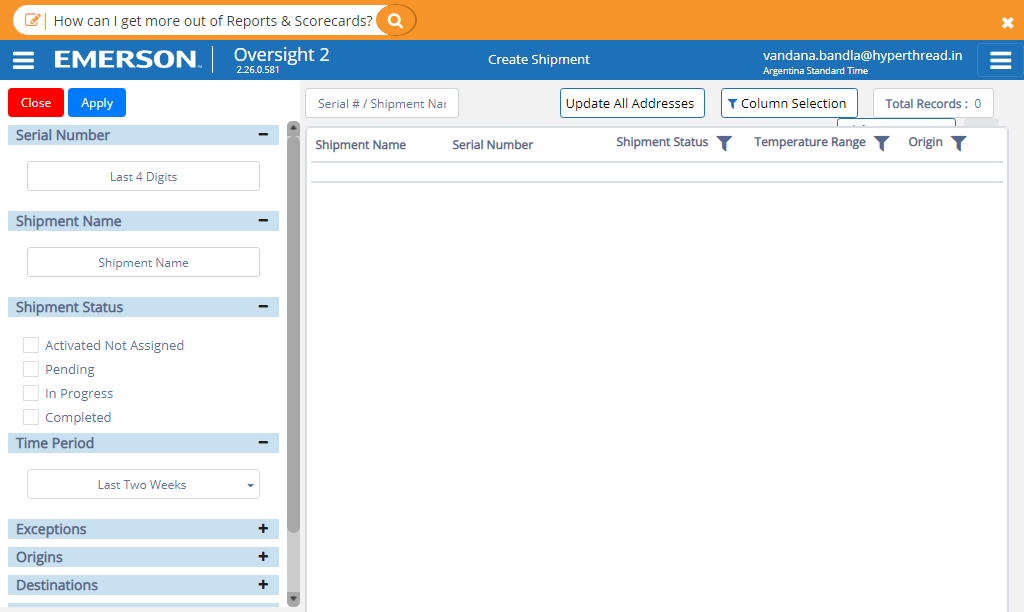 How can I get more out of Reports & Scorecards?
EMERSON™
Oversight 2
2.26.0.581
Create Shipment
vandana.bandla@hyperthread.in
Argentina Standard Time
Close
Apply
Serial Number
Last 4 Digits
Shipment Name
Shipment Name
Shipment Status
Activated Not Assigned
Pending
In Progress
Completed
Time Period
Last Two Weeks
Exceptions
Origins
Destinations
Serial # / Shipment Nar
Update All Addresses
Column Selection
Total Records : 0
Shipment Name
Serial Number
Shipment Status
Temperature Range
Origin